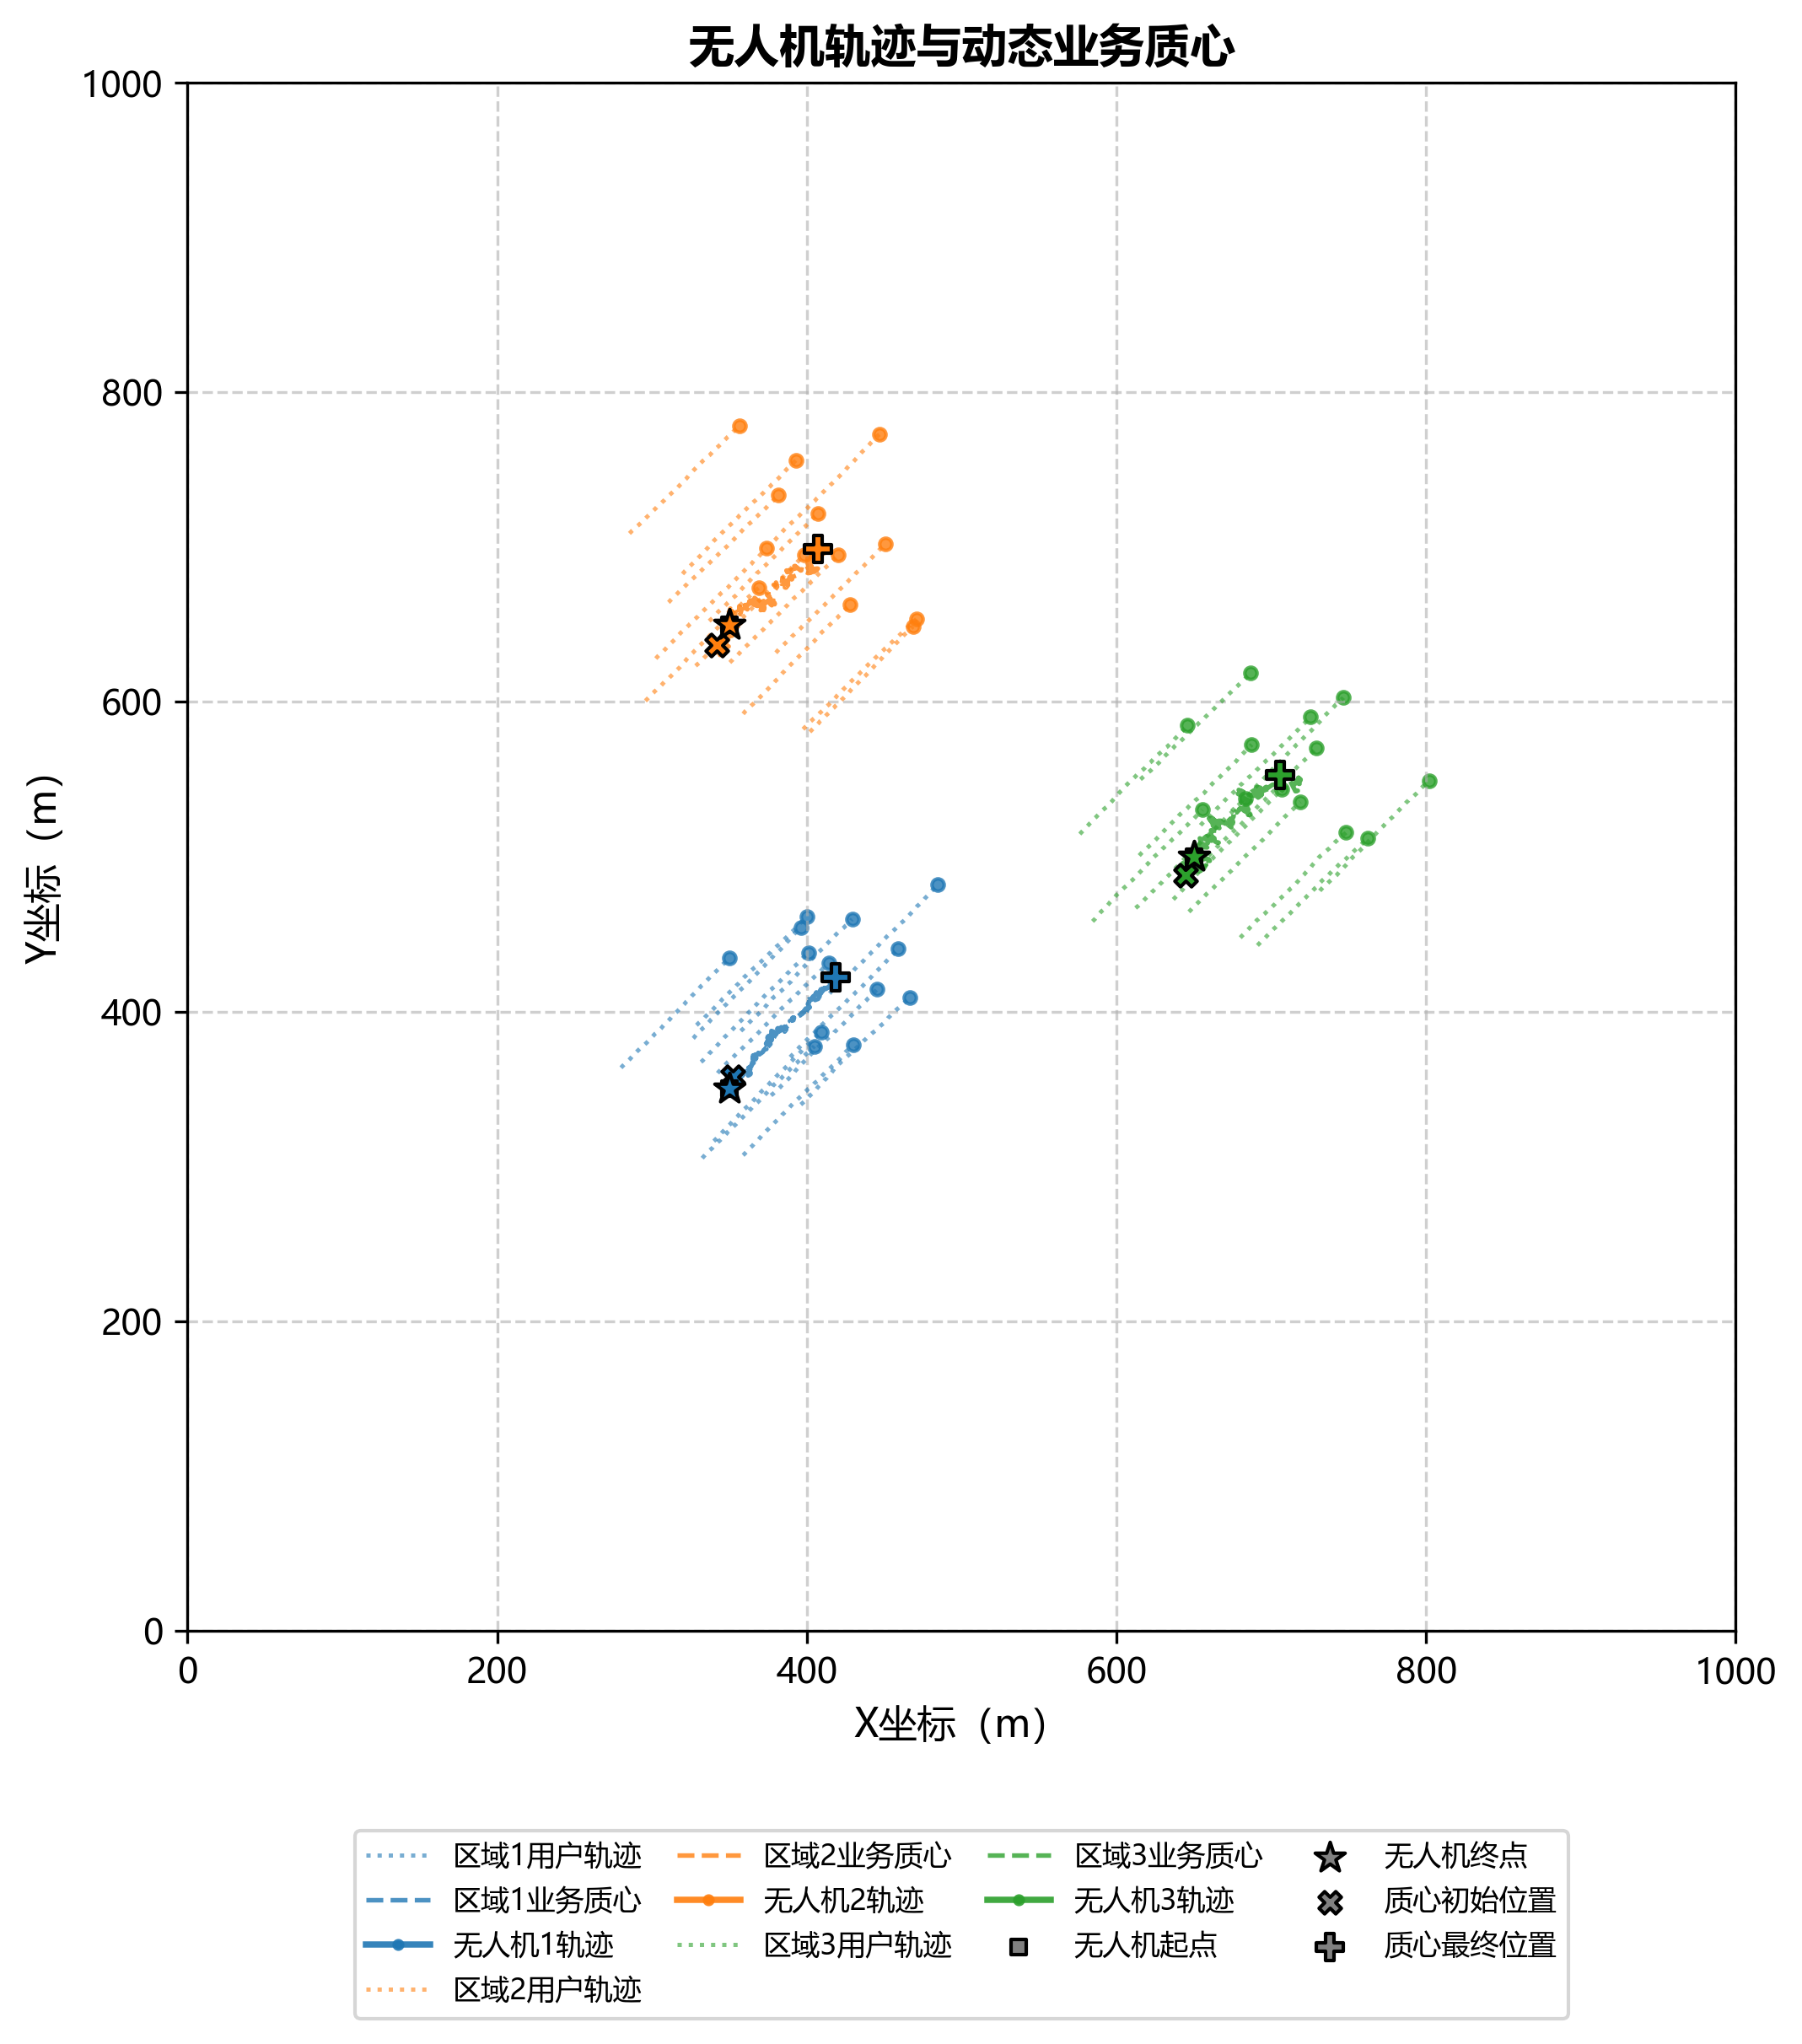 无人机轨迹与动态业务质心
1000
800
600
400
200
0
Y坐标（m）
0 200 400 600 800 1000
X坐标（m）
区域1用户轨迹 区域2业务质心 区域3业务质心 无人机终点
区域1业务质心 无人机2轨迹 无人机3轨迹 质心初始位置
无人机1轨迹 区域3用户轨迹 无人机起点 质心最终位置
区域2用户轨迹